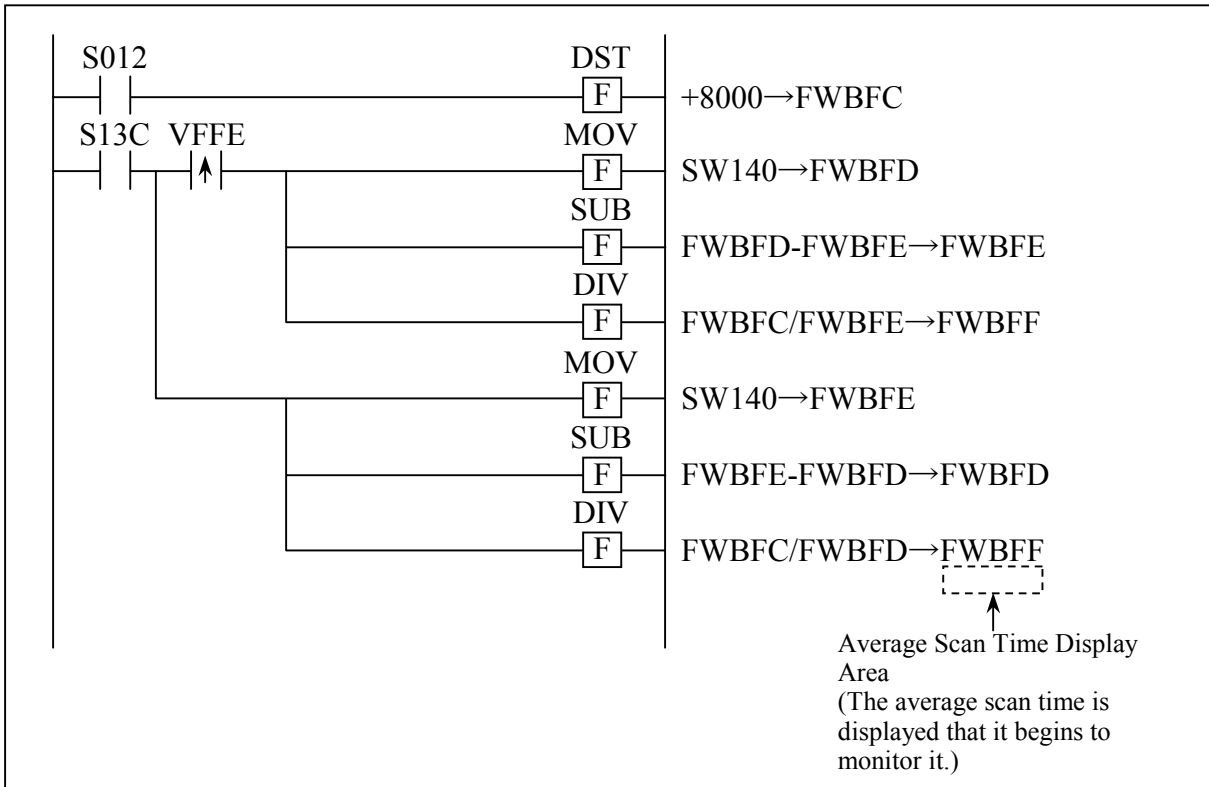 S012 DST
F +8000→FWBFC
S13C VFFE MOV
F SW140→FWBFD
SUB
F FWBFD-FWBFE→FWBFE
DIV
F FWBFC/FWBFE→FWBFF
MOV
F SW140→FWBFE
SUB
F FWBFE-FWBFD→FWBFD
DIV
F FWBFC/FWBFD→FWBFF
Average Scan Time Display
Area
(The average scan time is
displayed that it begins to
monitor it.)